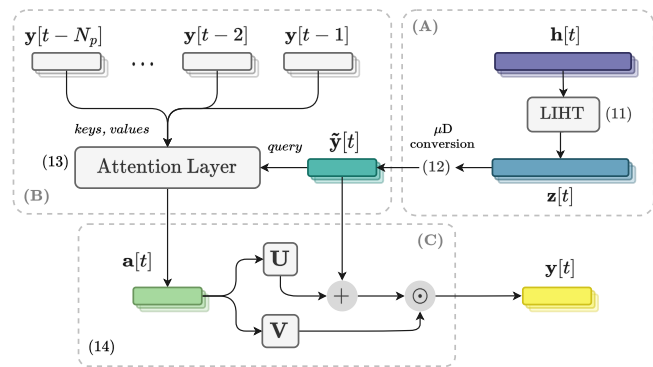 (A)
y[t − N_p] ... y[t − 2] y[t − 1]
h[t]
LIHT (11)
keys, values
query
ỹ[t]
μD
conversion
(12)
(13) Attention Layer
z[t]
(B)
(C)
a[t]
U
y[t]
+
⊙
V
(14)